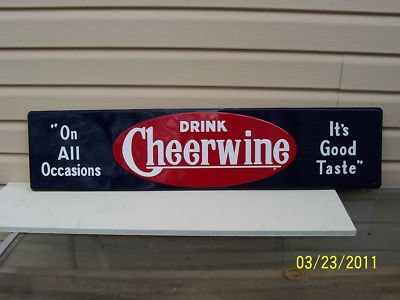 "On
All
Occasions
DRINK
Cheerwine
It's
Good
Taste"
03/23/2011